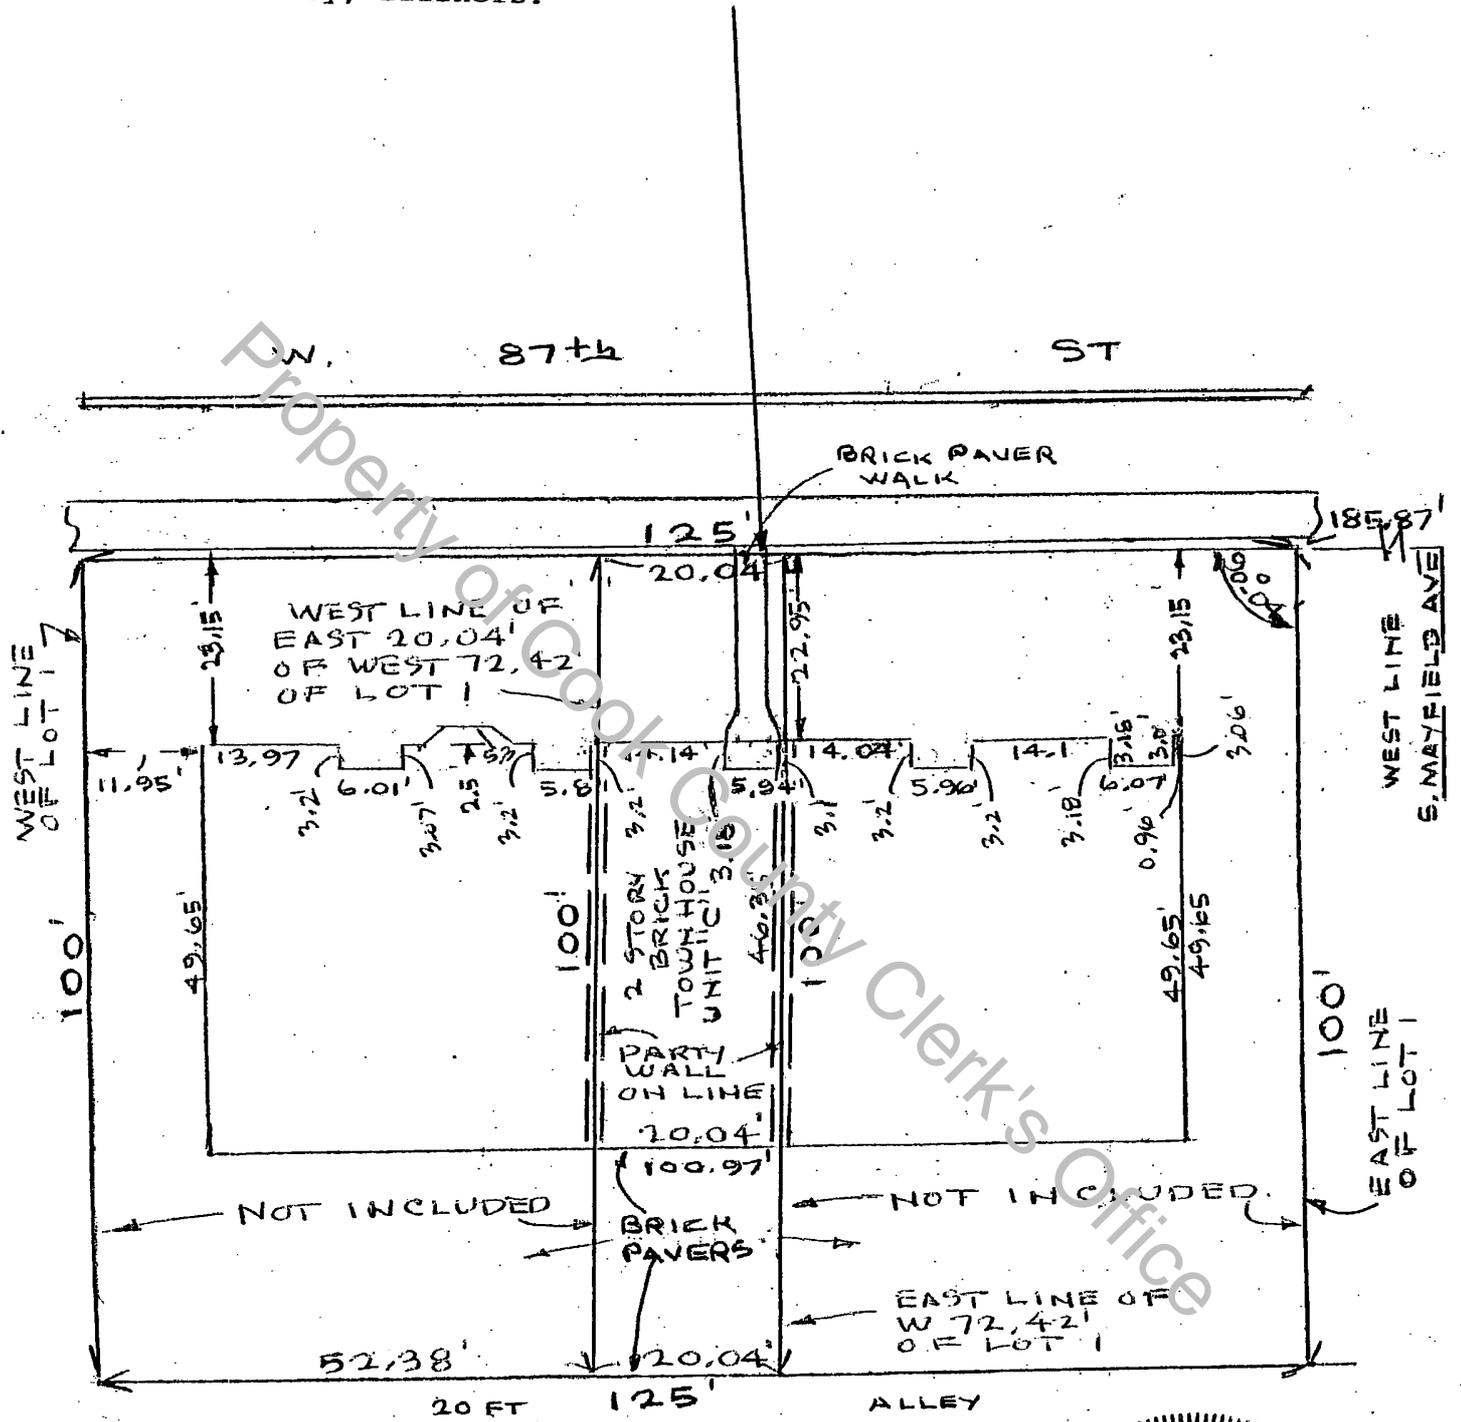 W. 87th ST
BRICK PAVER
WALK
125'
185.87'
20.04'
WEST LINE OF
EAST 20.04'
OF WEST 72.42'
OF LOT 1
23.15'
22.95'
23.15'
WEST LINE
OF LOT 1
WEST LINE
S. MAYFIELD AVE
11.95'
13.97
3.2'
6.01'
3.07'
2.5
5.3
3.2'
5.8
3.2'
14.14
3.18'
5.94'
3.1
14.04'
3.2'
5.96'
3.2'
14.1
3.18'
3.18'
6.07
0.96'
3.06'
49.65'
100'
100'
2 STORY
BRICK
TOWNHOUSE
UNIT "C"
100'
49.65'
49.65
100'
EAST LINE
OF LOT 1
PARTY
WALL
ON LINE
20.04'
100.97'
NOT INCLUDED
NOT INCLUDED
BRICK
PAVERS
EAST LINE OF
W 72.42'
OF LOT 1
52.38'
20.04'
125'
20 FT ALLEY
Property of Cook County Clerk's Office